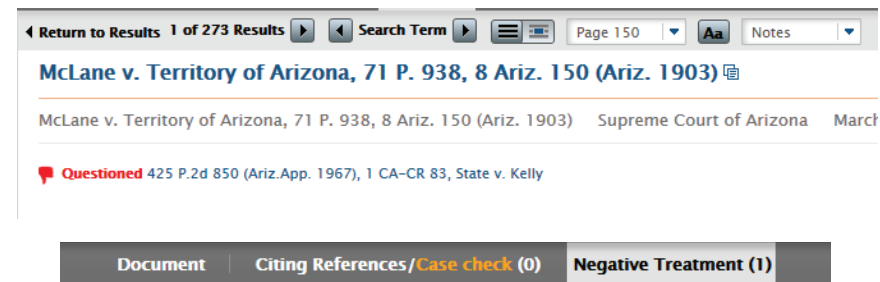 Return to Results 1 of 273 Results Search Term Page 150 Aa Notes
McLane v. Territory of Arizona, 71 P. 938, 8 Ariz. 150 (Ariz. 1903)
McLane v. Territory of Arizona, 71 P. 938, 8 Ariz. 150 (Ariz. 1903) Supreme Court of Arizona March
Questioned 425 P.2d 850 (Ariz.App. 1967), 1 CA-CR 83, State v. Kelly
Document Citing References/Case check (0) Negative Treatment (1)